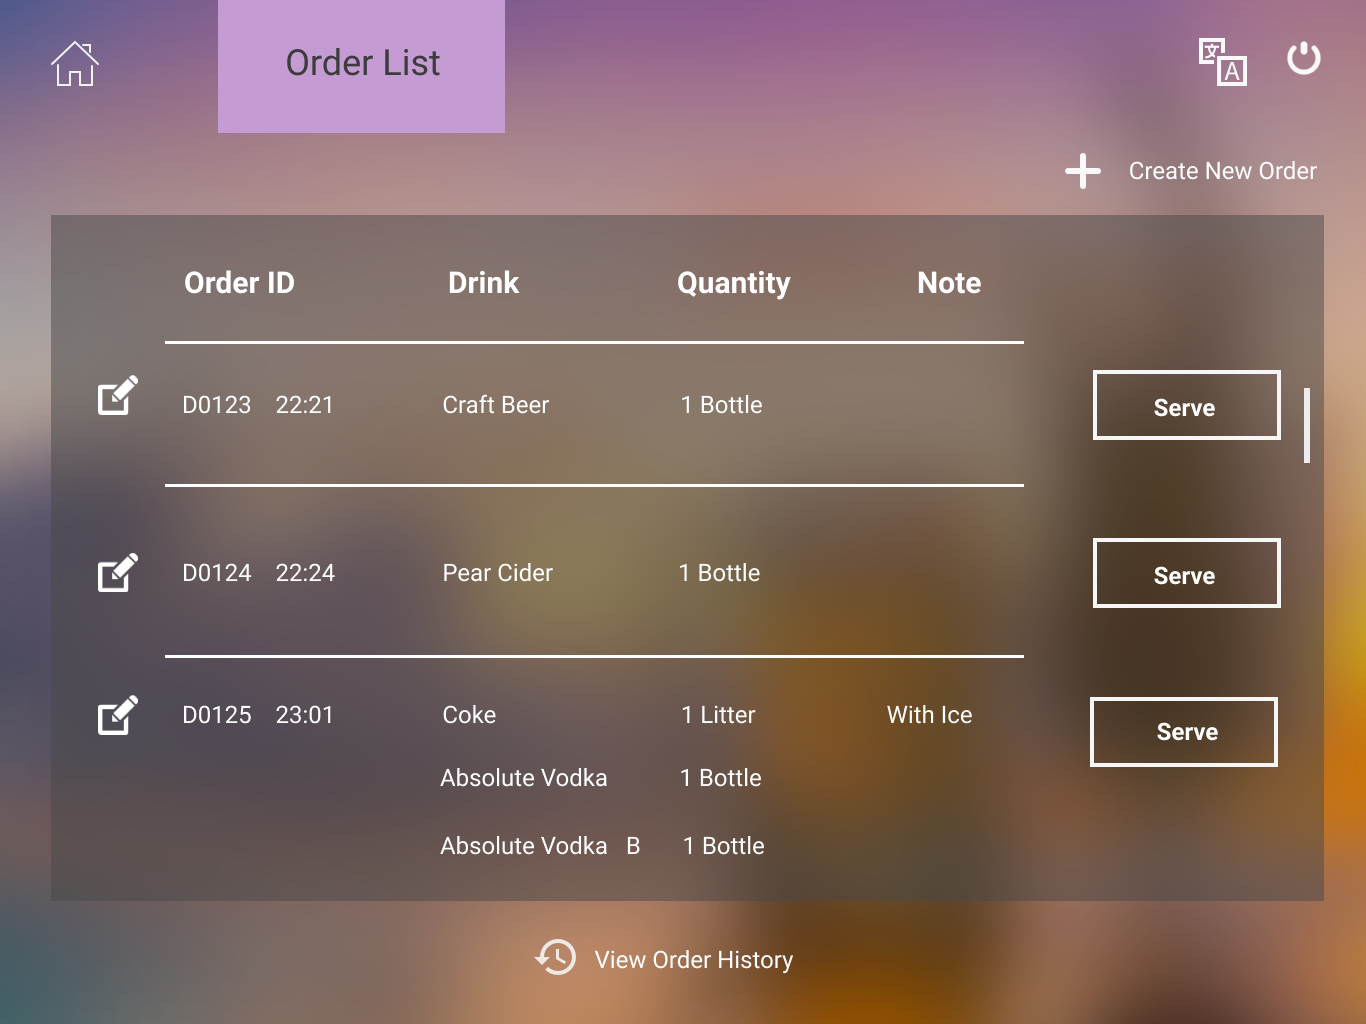 Order List
文
A
Create New Order
Order ID Drink Quantity Note
D0123 22:21 Craft Beer 1 Bottle
Serve
D0124 22:24 Pear Cider 1 Bottle
Serve
D0125 23:01 Coke 1 Litter With Ice
Serve
Absolute Vodka 1 Bottle
Absolute Vodka B 1 Bottle
View Order History